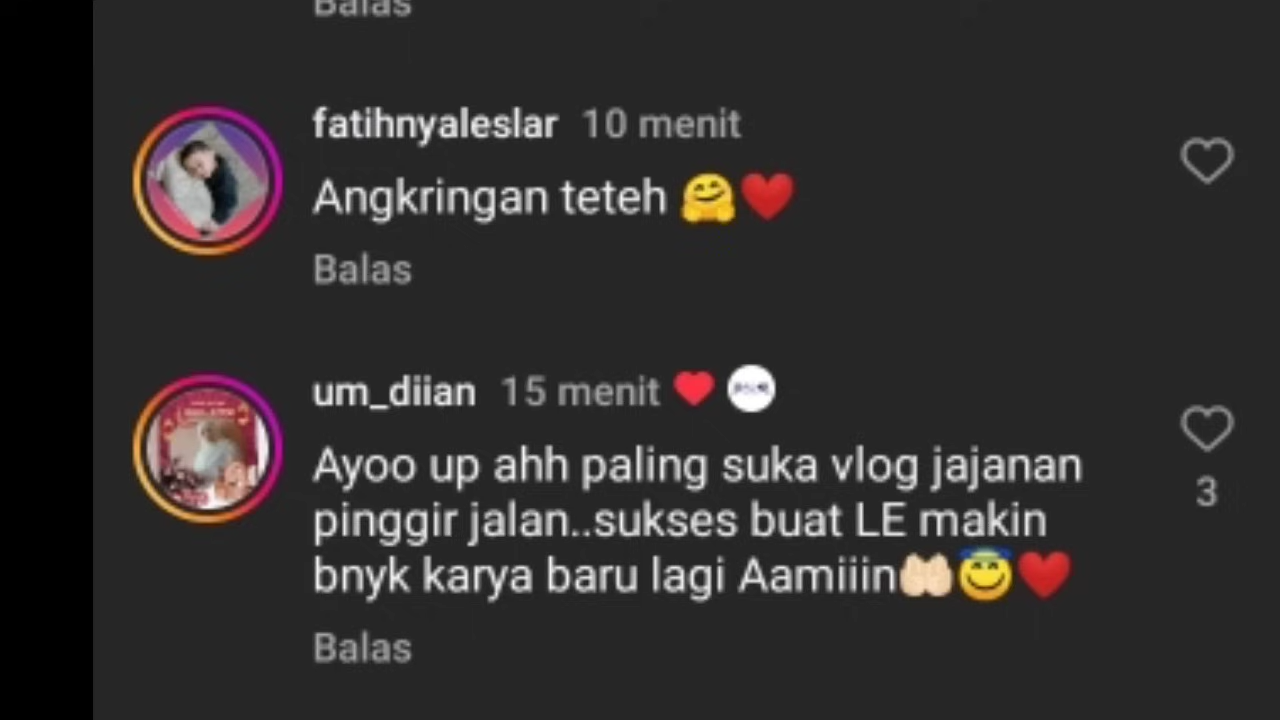 Balas
fatihnyaleslar 10 menit
Angkringan teteh 🤗❤️
Balas
um_diian 15 menit ❤️
Ayoo up ahh paling suka vlog jajanan
pinggir jalan..sukses buat LE makin
bnyk karya baru lagi Aamiiin🤲🏻😇❤️
3
Balas